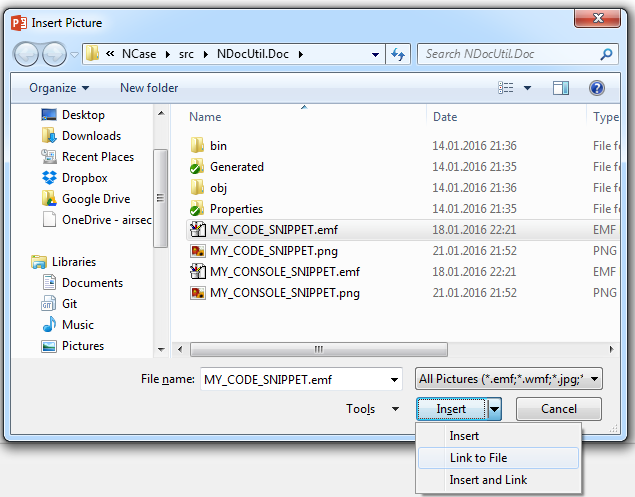 Insert Picture
« NCase ▸ src ▸ NDocUtil.Doc ▸
Search NDocUtil.Doc
Organize
New folder
Desktop
Downloads
Recent Places
Dropbox
Google Drive
OneDrive - airsec
Libraries
Documents
Git
Music
Pictures
Name Date Type
bin 14.01.2016 21:36 File fo
Generated 14.01.2016 21:35 File fo
obj 14.01.2016 21:36 File fo
Properties 14.01.2016 21:35 File fo
MY_CODE_SNIPPET.emf 18.01.2016 22:21 EMF
MY_CODE_SNIPPET.png 21.01.2016 21:52 PNG
MY_CONSOLE_SNIPPET.emf 18.01.2016 22:21 EMF
MY_CONSOLE_SNIPPET.png 21.01.2016 21:52 PNG
File name: MY_CODE_SNIPPET.emf All Pictures (*.emf;*.wmf;*.jpg;*
Tools Insert Cancel
Insert
Link to File
Insert and Link